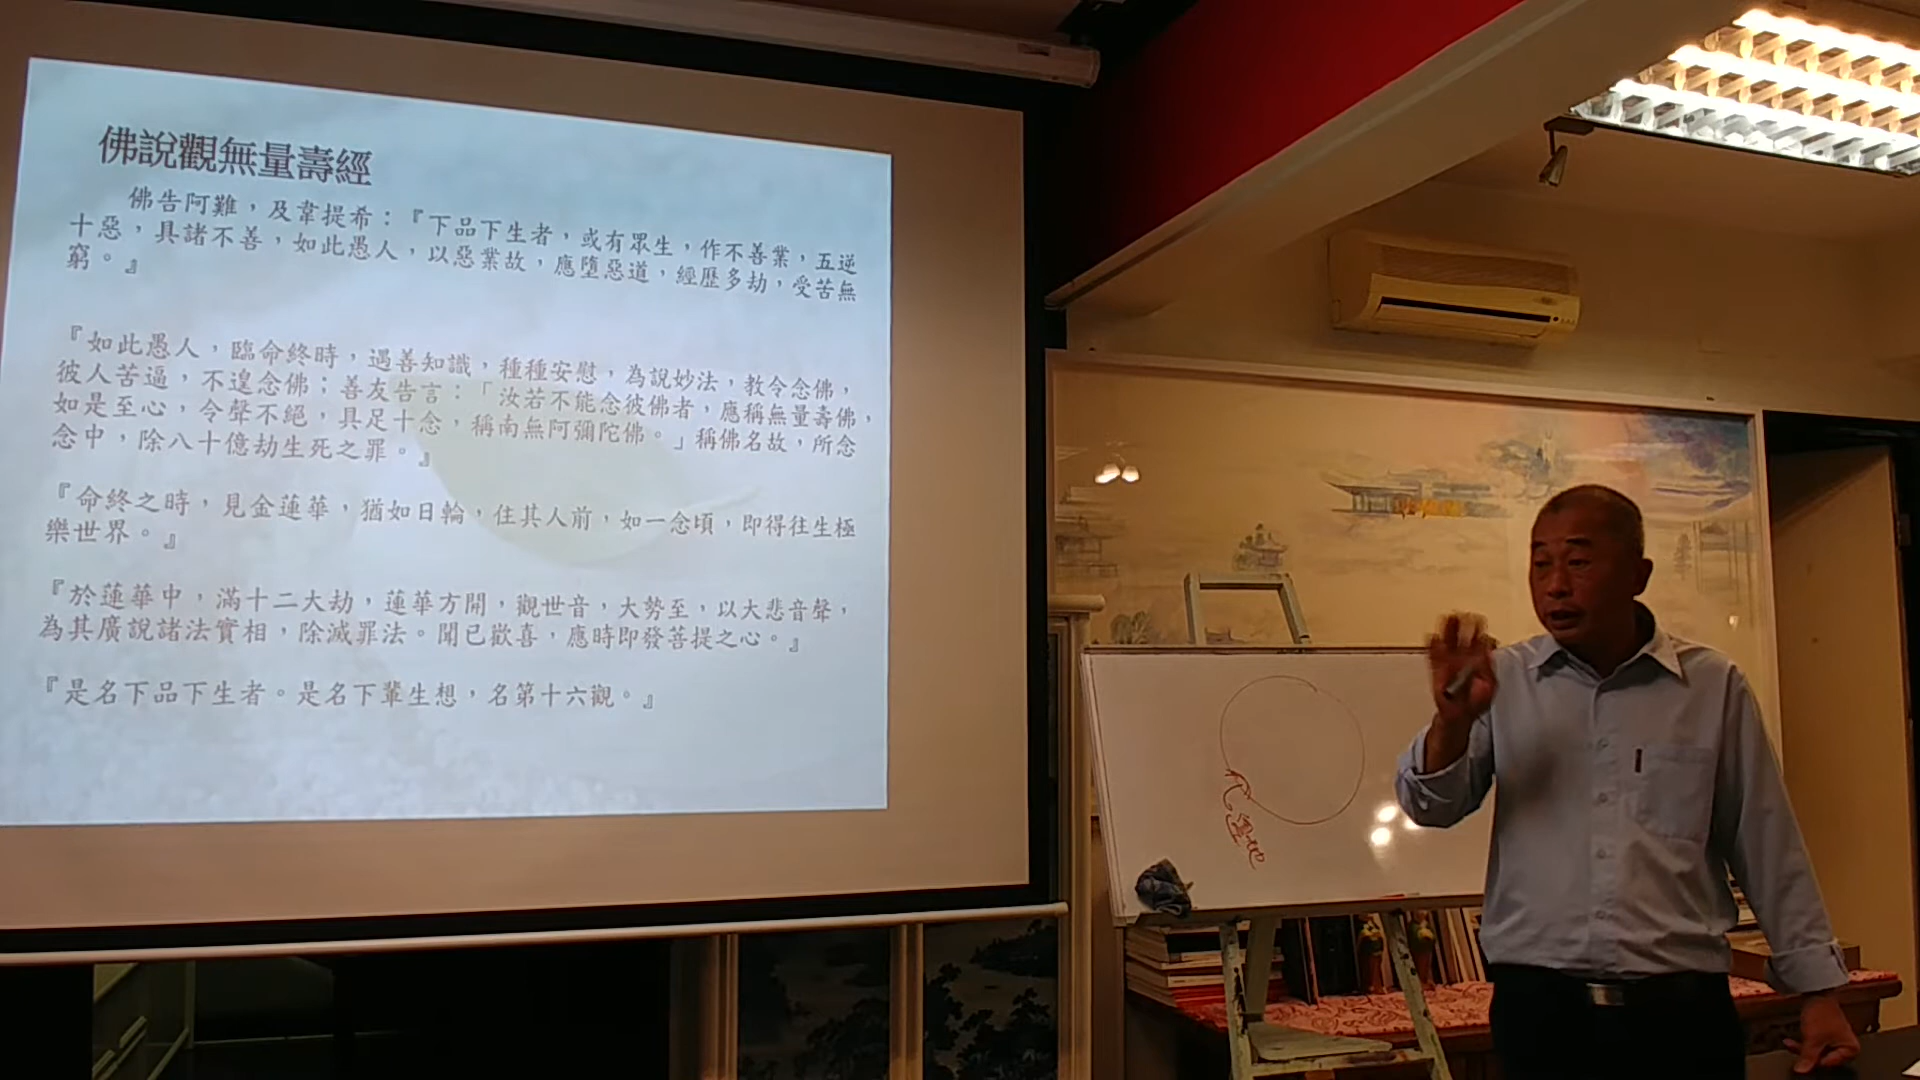 佛說觀無量壽經
佛告阿難，及韋提希：『下品下生者，或有眾生，作不善業，五逆
十惡，具諸不善，如此愚人，以惡業故，應墮惡道，經歷多劫，受苦無
窮。』
『如此愚人，臨命終時，遇善知識，種種安慰，為說妙法，教令念佛，
彼人苦逼，不遑念佛；善友告言：「汝若不能念彼佛者，應稱無量壽佛，
如是至心，令聲不絕，具足十念，稱南無阿彌陀佛。」稱佛名故，所念
念中，除八十億劫生死之罪。』
『命終之時，見金蓮華，猶如日輪，住其人前，如一念頃，即得往生極
樂世界。』
『於蓮華中，滿十二大劫，蓮華方開，觀世音，大勢至，以大悲音聲，
為其廣說諸法實相，除滅罪法。聞已歡喜，應時即發菩提之心。』
『是名下品下生者。是名下輩生想，名第十六觀。』